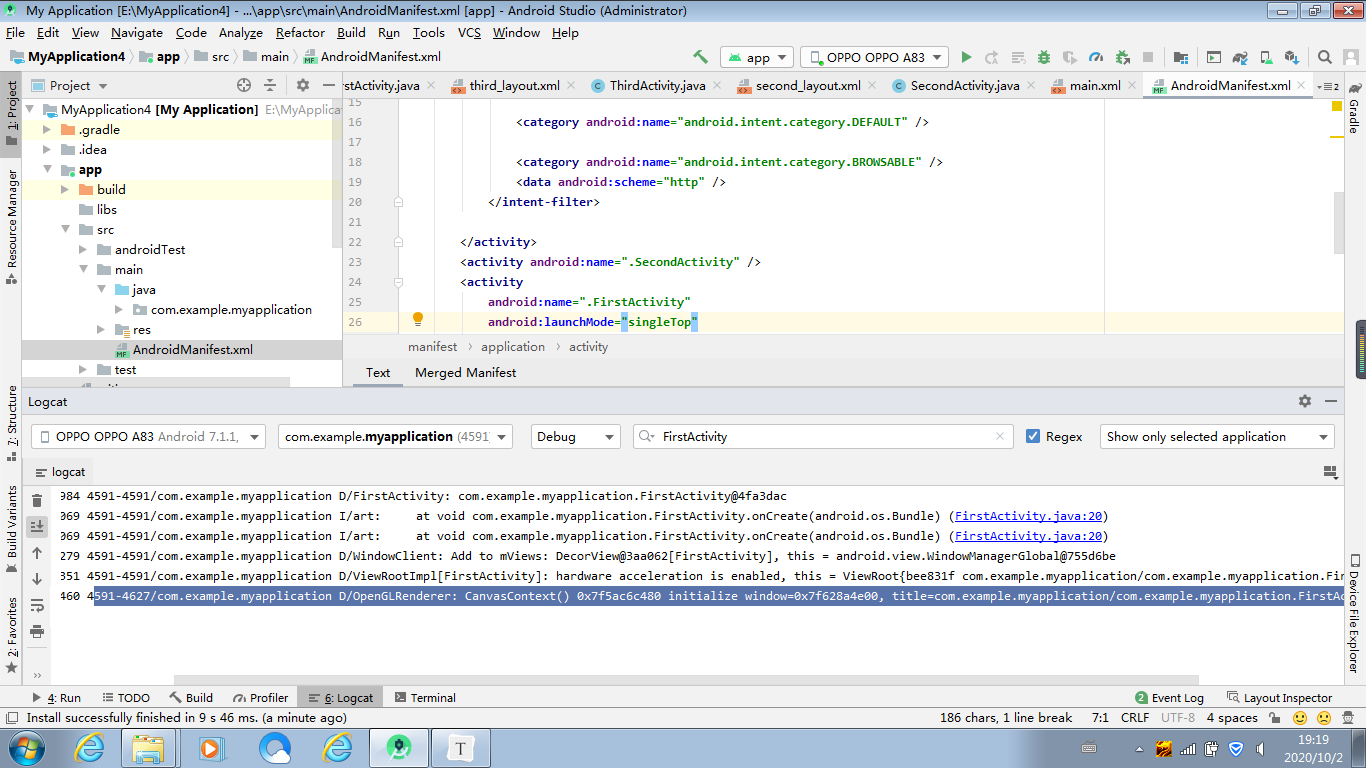 My Application [E:\MyApplication4] - ...\app\src\main\AndroidManifest.xml [app] - Android Studio (Administrator)
File Edit View Navigate Code Analyze Refactor Build Run Tools VCS Window Help
MyApplication4 app src main AndroidManifest.xml app OPPO OPPO A83
1: Project
Resource Manager
7: Structure
Build Variants
2: Favorites
Project
MyApplication4 [My Application] E:\MyApplica
.gradle
.idea
app
build
libs
src
androidTest
main
java
com.example.myapplication
res
AndroidManifest.xml
test
rstActivity.java third_layout.xml ThirdActivity.java second_layout.xml SecondActivity.java main.xml AndroidManifest.xml 2
15
16 <category android:name="android.intent.category.DEFAULT" />
17
18 <category android:name="android.intent.category.BROWSABLE" />
19 <data android:scheme="http" />
20 </intent-filter>
21
22 </activity>
23 <activity android:name=".SecondActivity" />
24 <activity
25 android:name=".FirstActivity"
26 android:launchMode="singleTop"
manifest application activity
Text Merged Manifest
Gradle
Device File Explorer
Logcat
OPPO OPPO A83 Android 7.1.1, com.example.myapplication (4591) Debug FirstActivity Regex Show only selected application
logcat
984 4591-4591/com.example.myapplication D/FirstActivity: com.example.myapplication.FirstActivity@4fa3dac
069 4591-4591/com.example.myapplication I/art: at void com.example.myapplication.FirstActivity.onCreate(android.os.Bundle) (FirstActivity.java:20)
069 4591-4591/com.example.myapplication I/art: at void com.example.myapplication.FirstActivity.onCreate(android.os.Bundle) (FirstActivity.java:20)
279 4591-4591/com.example.myapplication D/WindowClient: Add to mViews: DecorView@3aa062[FirstActivity], this = android.view.WindowManagerGlobal@755d6be
351 4591-4591/com.example.myapplication D/ViewRootImpl[FirstActivity]: hardware acceleration is enabled, this = ViewRoot{bee831f com.example.myapplication/com.example.myapplication.Fir
460 4591-4627/com.example.myapplication D/OpenGLRenderer: CanvasContext() 0x7f5ac6c480 initialize window=0x7f628a4e00, title=com.example.myapplication/com.example.myapplication.FirstAc
4: Run TODO Build Profiler 6: Logcat Terminal 2 Event Log Layout Inspector
Install successfully finished in 9 s 46 ms. (a minute ago) 186 chars, 1 line break 7:1 CRLF UTF-8 4 spaces
T
19:19
2020/10/2